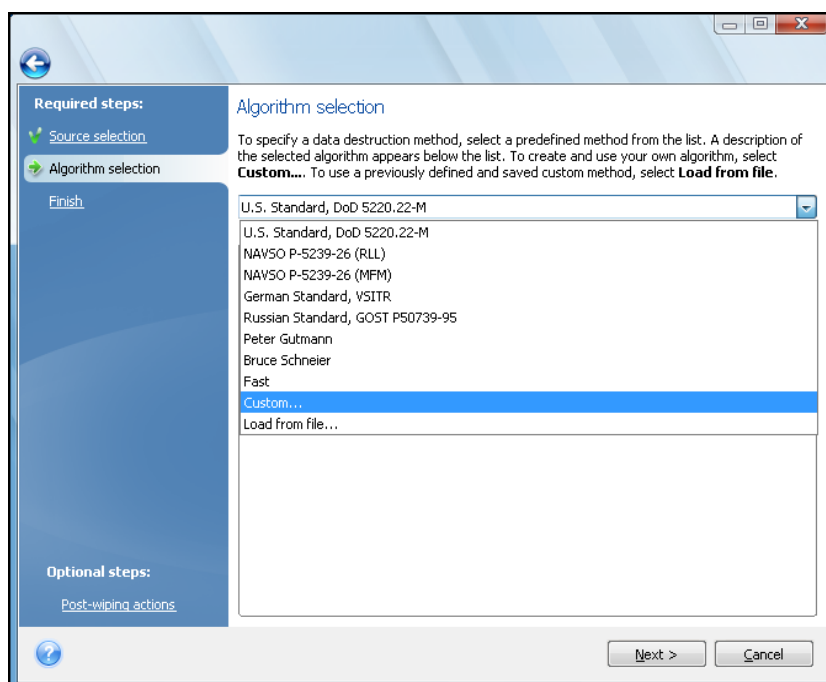 Required steps:
Source selection
Algorithm selection
Finish
Algorithm selection
To specify a data destruction method, select a predefined method from the list. A description of
the selected algorithm appears below the list. To create and use your own algorithm, select
Custom.... To use a previously defined and saved custom method, select Load from file.
U.S. Standard, DoD 5220.22-M
U.S. Standard, DoD 5220.22-M
NAVSO P-5239-26 (RLL)
NAVSO P-5239-26 (MFM)
German Standard, VSITR
Russian Standard, GOST P50739-95
Peter Gutmann
Bruce Schneier
Fast
Custom...
Load from file...
Optional steps:
Post-wiping actions
Next >
Cancel